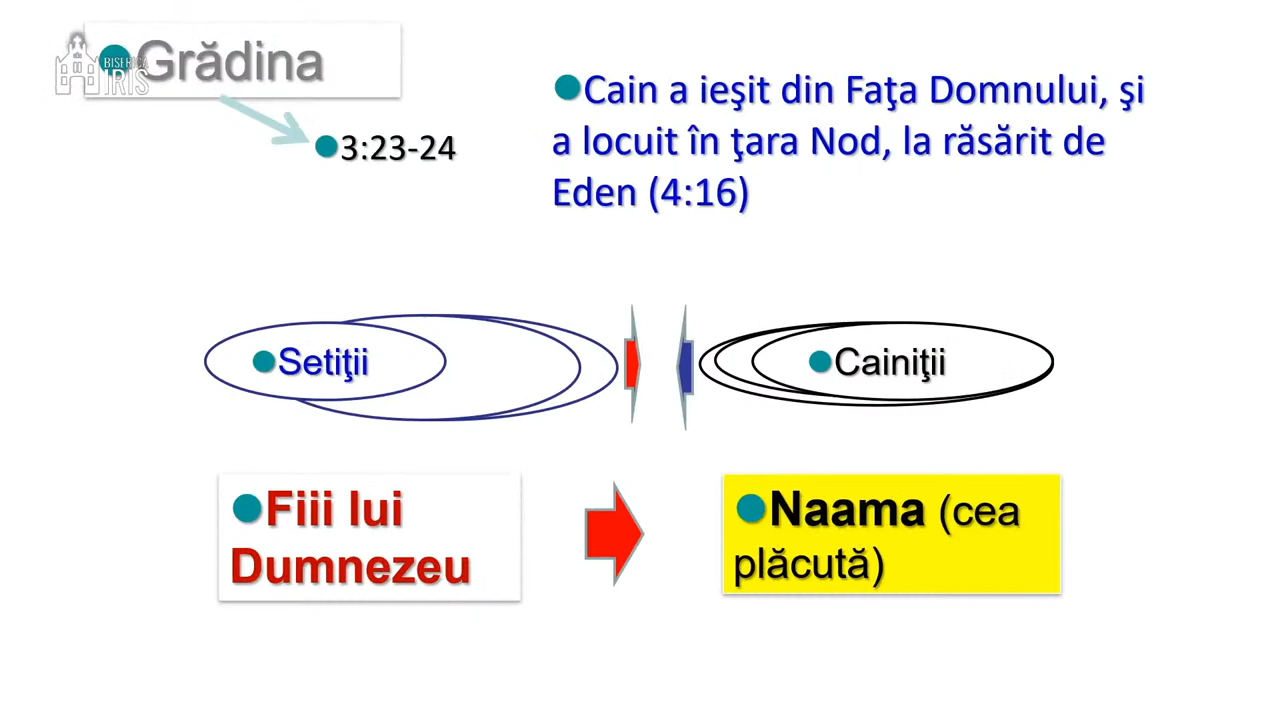 Grădina
BISERICA
IRIS
3:23-24
Cain a ieşit din Faţa Domnului, şi
a locuit în ţara Nod, la răsărit de
Eden (4:16)
Setiţii
Cainiţii
Fiii lui
Dumnezeu
Naama (cea
plăcută)